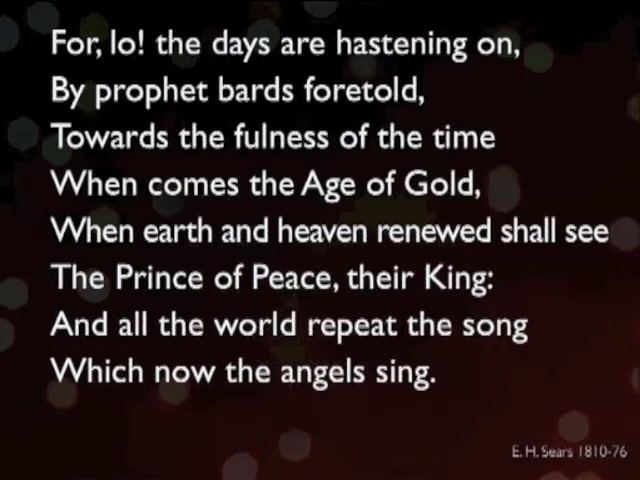 For, lo! the days are hastening on,
By prophet bards foretold,
Towards the fulness of the time
When comes the Age of Gold,
When earth and heaven renewed shall see
The Prince of Peace, their King:
And all the world repeat the song
Which now the angels sing.
E. H. Sears 1810-76